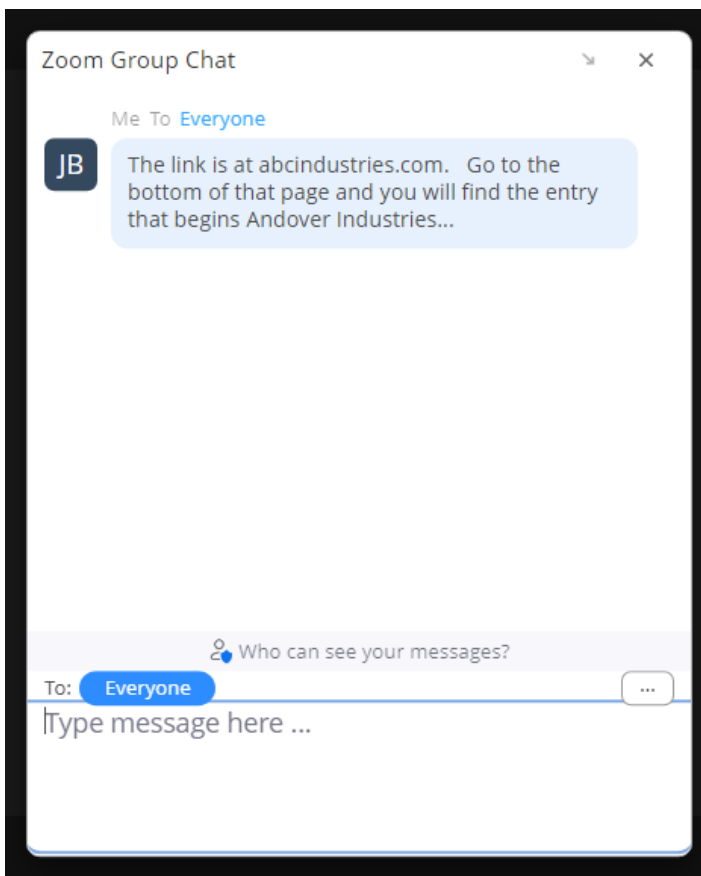 Zoom Group Chat
Me To Everyone
JB
The link is at abcindustries.com.   Go to the
bottom of that page and you will find the entry
that begins Andover Industries...
Who can see your messages?
To: Everyone ...
Type message here ...